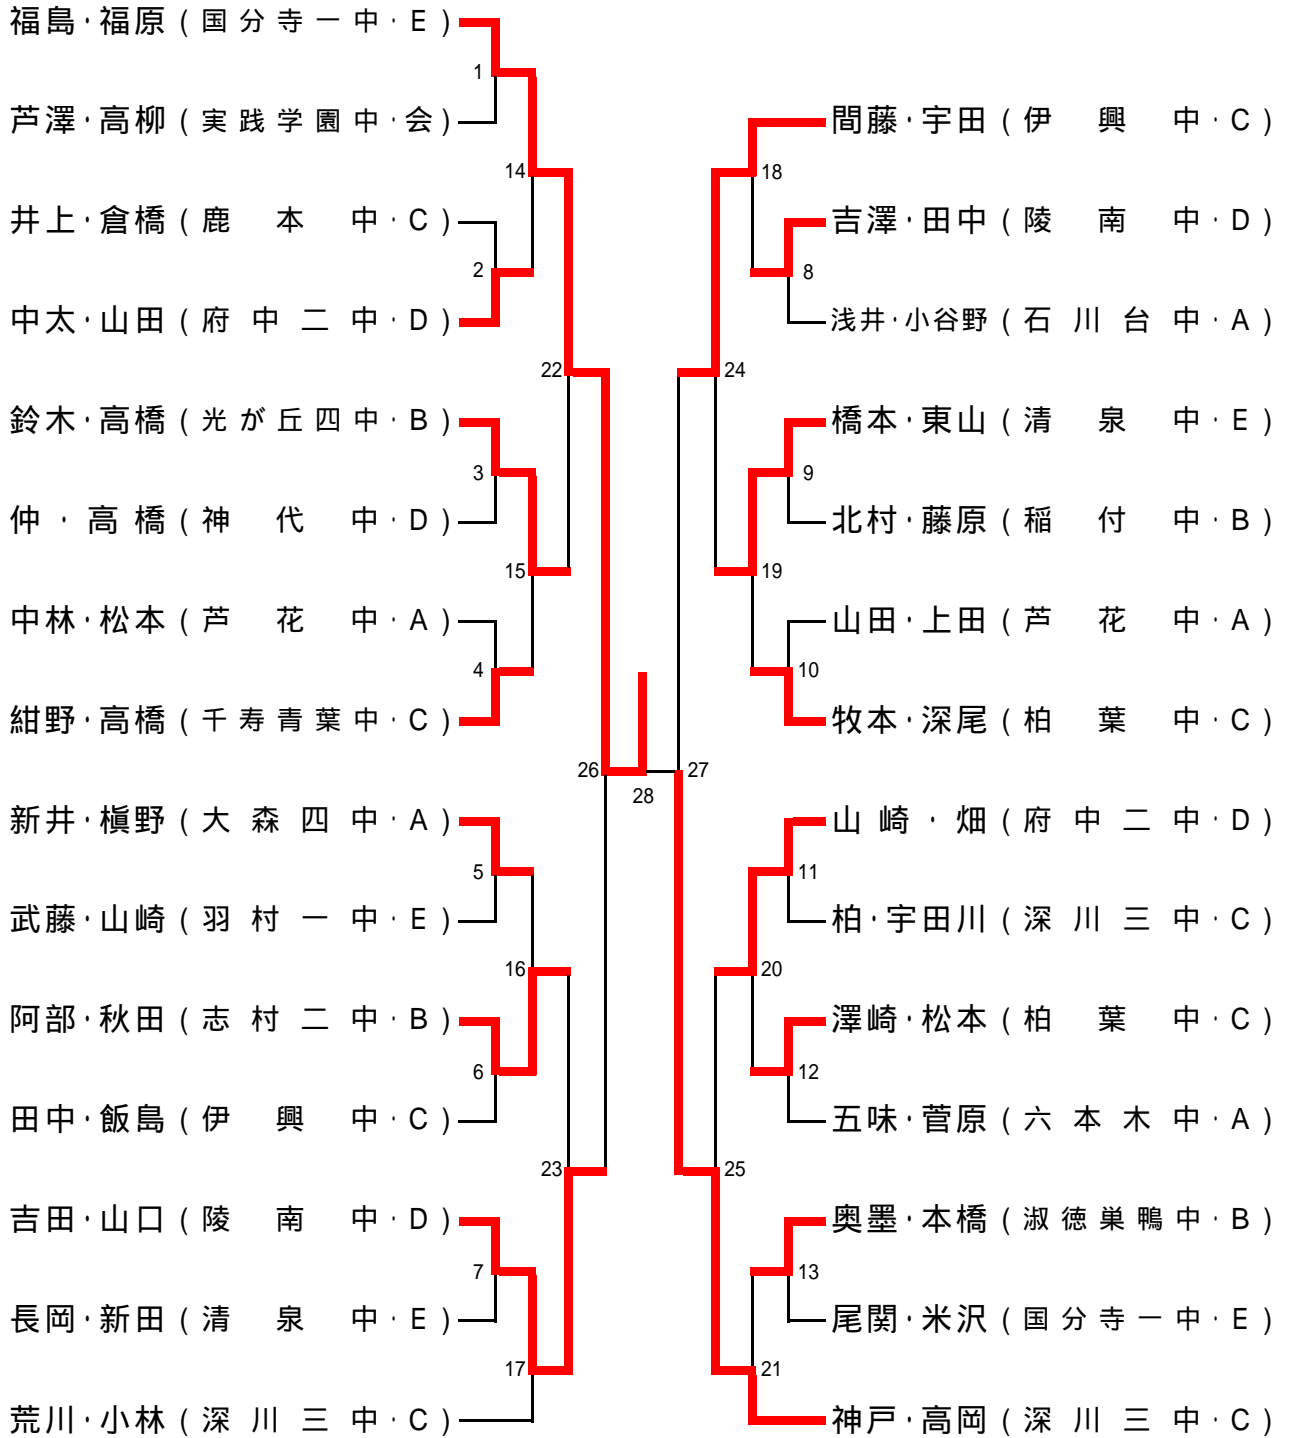 福島・福原(国分寺一中・E)
1
芦澤・高柳(実践学園中・会)
間藤・宇田(伊興中・C)
14
18
井上・倉橋(鹿本中・C)
吉澤・田中(陵南中・D)
2
8
中太・山田(府中二中・D)
浅井・小谷野(石川台中・A)
22
24
鈴木・高橋(光が丘四中・B)
橋本・東山(清泉中・E)
3
9
仲・高橋(神代中・D)
北村・藤原(稲付中・B)
15
19
中林・松本(芦花中・A)
山田・上田(芦花中・A)
4
10
紺野・高橋(千寿青葉中・C)
牧本・深尾(柏葉中・C)
26
27
28
新井・槇野(大森四中・A)
山崎・畑(府中二中・D)
5
11
武藤・山崎(羽村一中・E)
柏・宇田川(深川三中・C)
16
20
阿部・秋田(志村二中・B)
澤崎・松本(柏葉中・C)
6
12
田中・飯島(伊興中・C)
五味・菅原(六本木中・A)
23
25
吉田・山口(陵南中・D)
奥墨・本橋(淑徳巣鴨中・B)
7
13
長岡・新田(清泉中・E)
尾関・米沢(国分寺一中・E)
17
21
荒川・小林(深川三中・C)
神戸・高岡(深川三中・C)